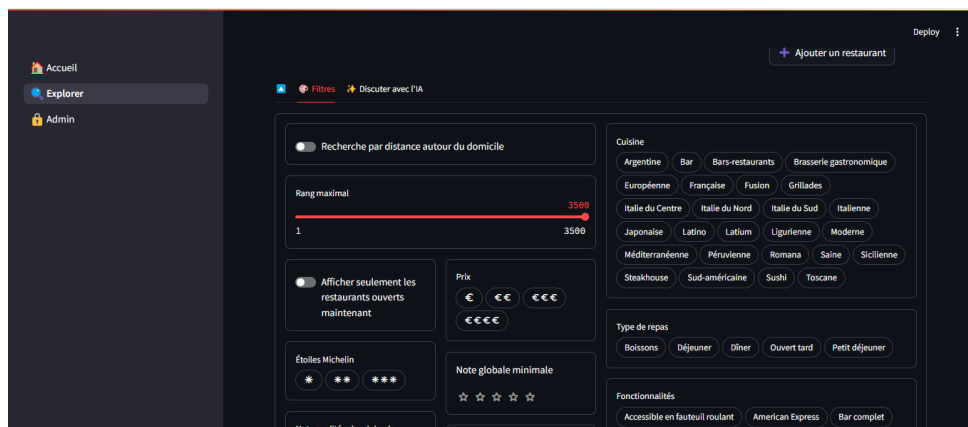 Deploy
Ajouter un restaurant
Accueil
Explorer
Admin
Filtres
Discuter avec l'IA
Recherche par distance autour du domicile
Rang maximal
3500
1
3500
Afficher seulement les
restaurants ouverts
maintenant
Prix
€ €€ €€€
€€€€
Étoiles Michelin
Note globale minimale
Cuisine
Argentine Bar Bars-restaurants Brasserie gastronomique
Européenne Française Fusion Grillades
Italie du Centre Italie du Nord Italie du Sud Italienne
Japonaise Latino Latium Ligurienne Moderne
Méditerranéenne Péruvienne Romana Saine Sicilienne
Steakhouse Sud-américaine Sushi Toscane
Type de repas
Boissons Déjeuner Dîner Ouvert tard Petit déjeuner
Fonctionnalités
Accessible en fauteuil roulant American Express Bar complet